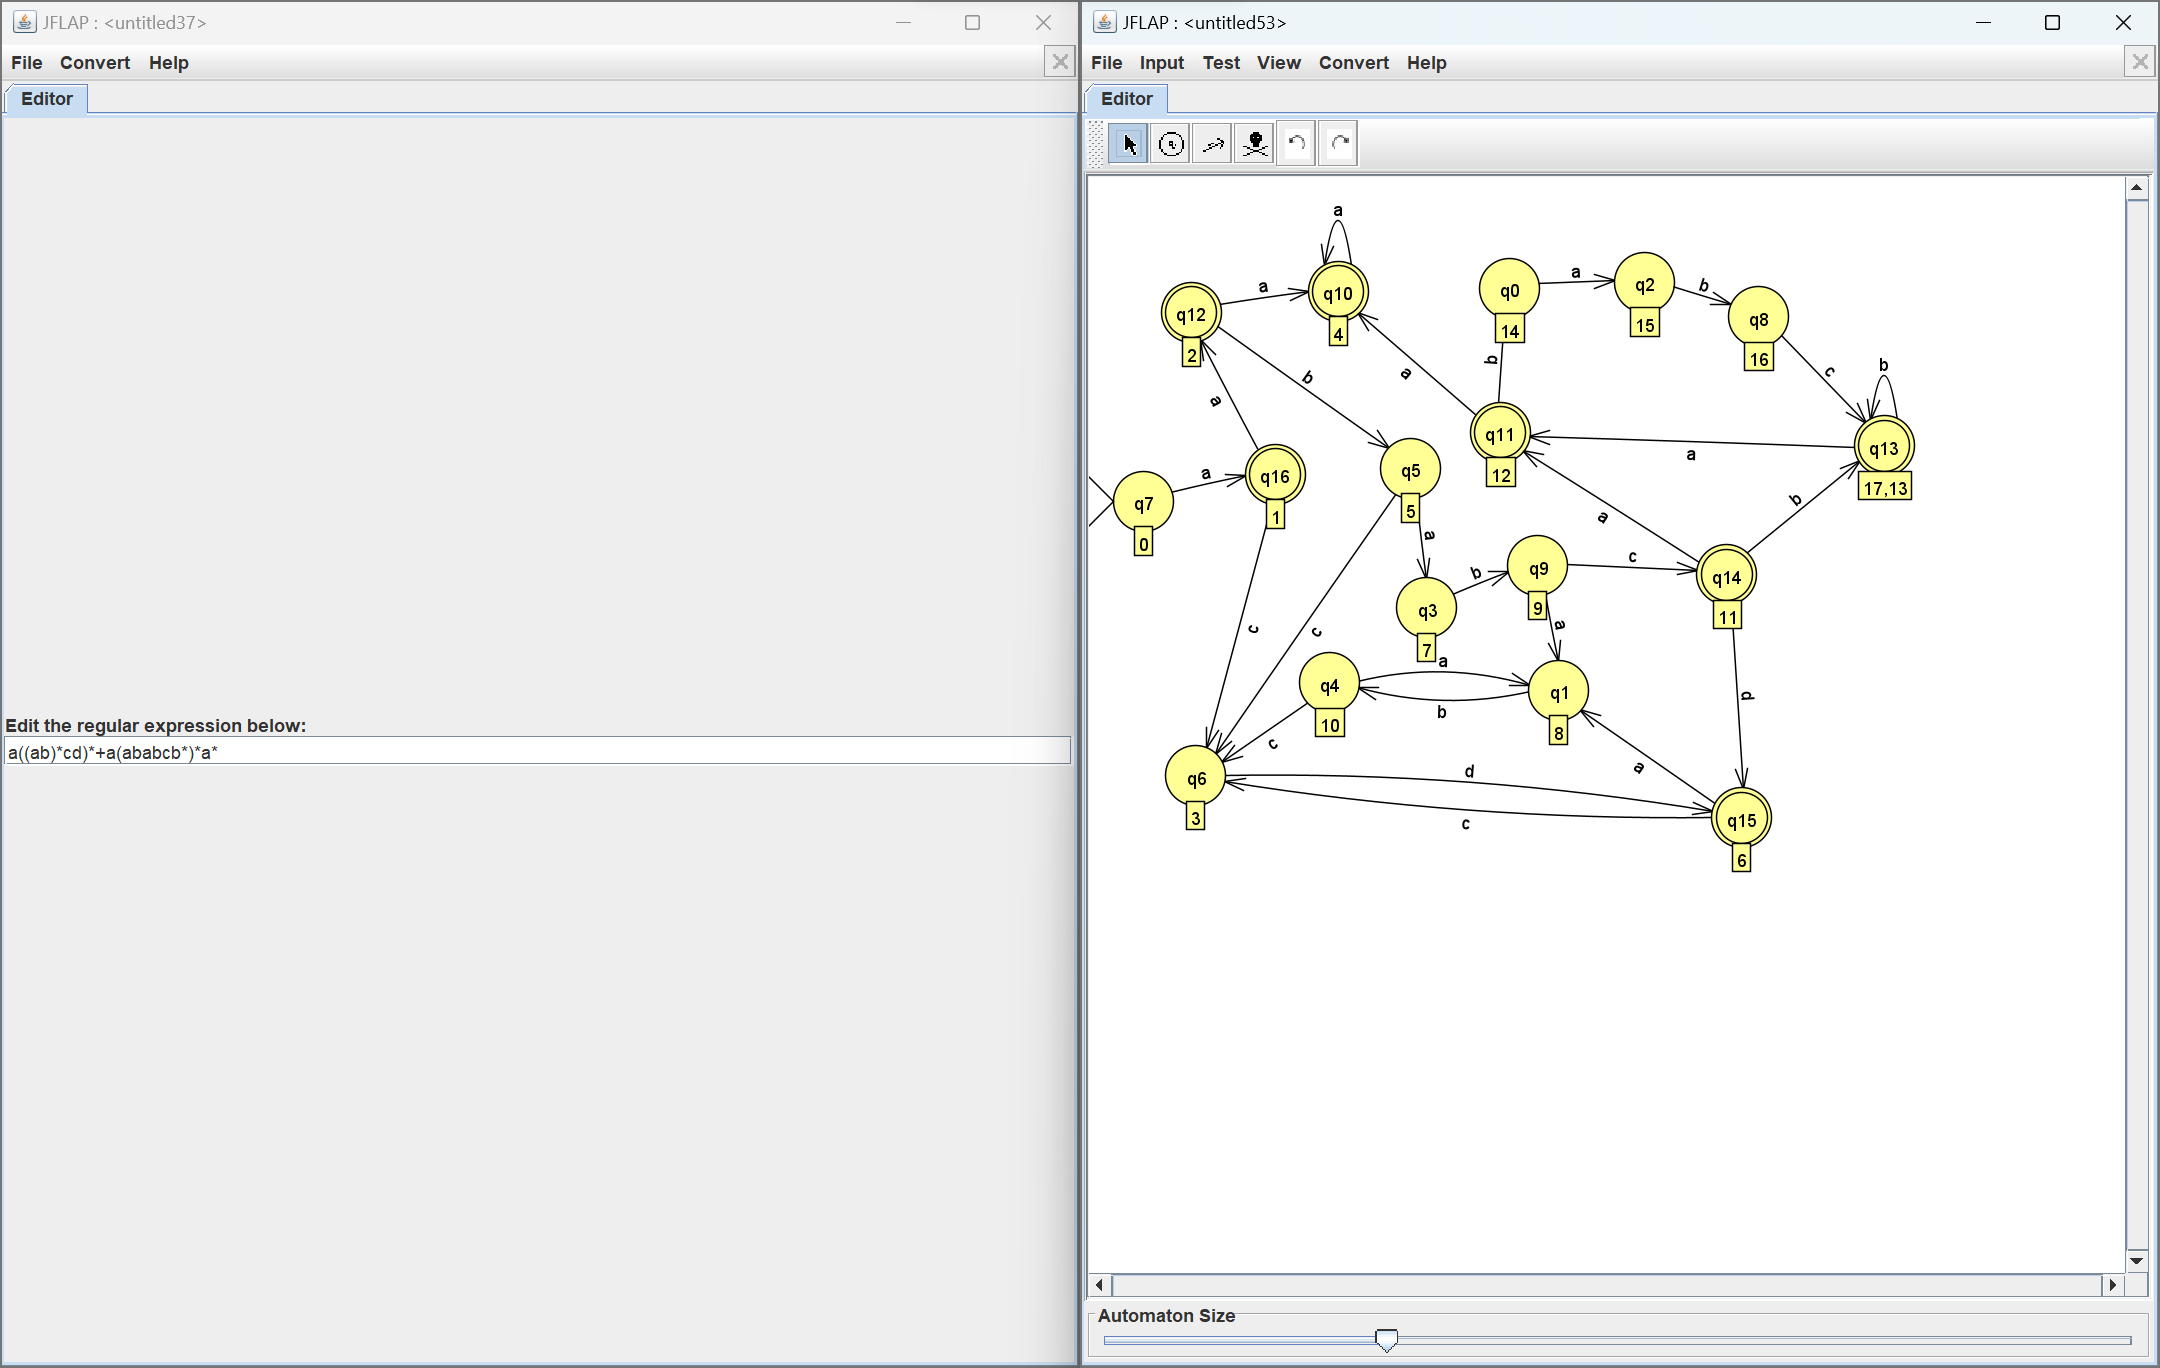 JFLAP : <untitled37>
File Convert Help
Editor
Edit the regular expression below:
a((ab)*cd)*+a(ababcb*)*a*
JFLAP : <untitled53>
File Input Test View Convert Help
Editor
a
q12
2
a
q10
4
q0
14
a
q2
15
b
q8
16
b
a
b
c
b
q13
17,13
a
q11
12
a
q7
0
a
q16
1
q5
5
a
b
a
q3
7
b
q9
9
c
q14
11
a
c
c
q4
10
a
b
q1
8
d
a
c
q6
3
d
c
q15
6
Automaton Size